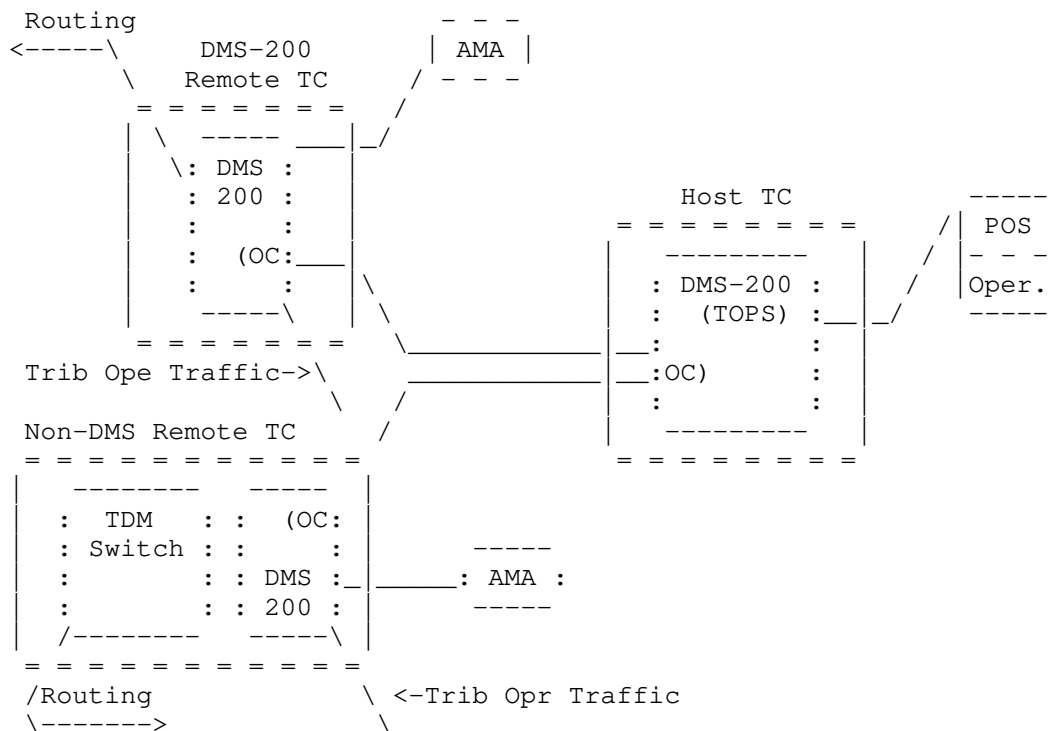 Routing
DMS-200 AMA
Remote TC
DMS
200 Host TC
POS
(OC
DMS-200 Oper.
(TOPS)
Trib Ope Traffic-> OC)
Non-DMS Remote TC
TDM (OC
Switch
DMS AMA
200
Routing <-Trib Opr Traffic